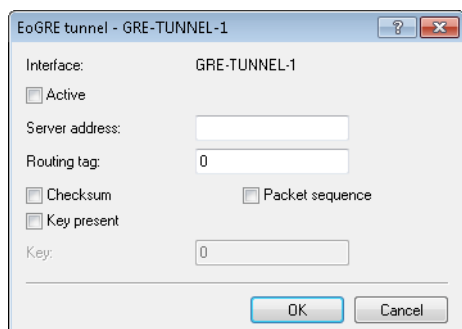 EoGRE tunnel - GRE-TUNNEL-1
?
Interface: GRE-TUNNEL-1
Active
Server address:
Routing tag: 0
Checksum Packet sequence
Key present
Key: 0
OK Cancel